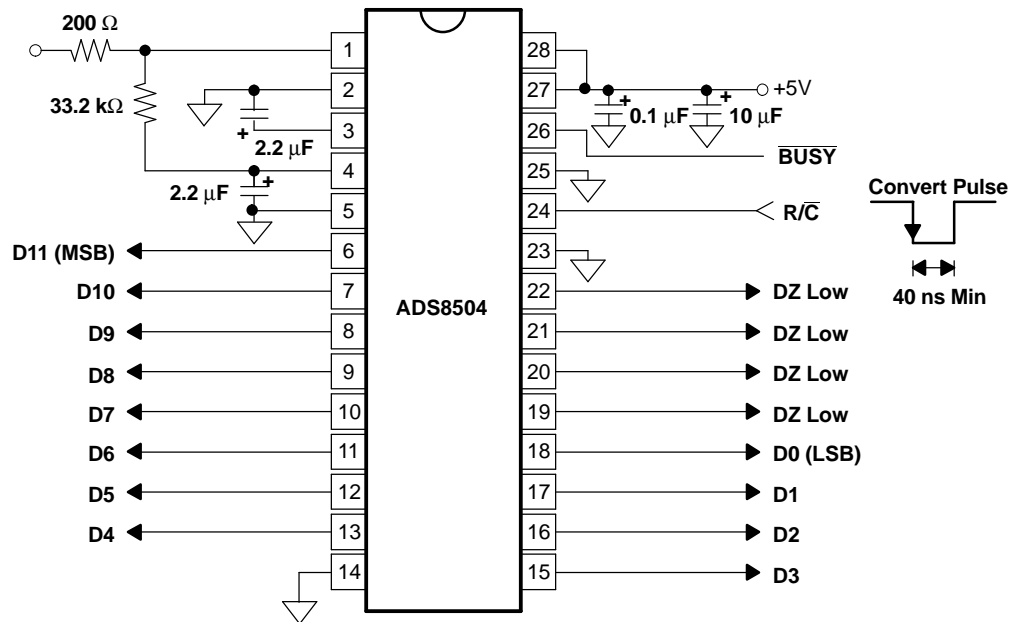 200 Ω
33.2 kΩ
2.2 μF
2.2 μF
+
+
1
2
3
4
5
6
7
8
9
10
11
12
13
14
D11 (MSB)
D10
D9
D8
D7
D6
D5
D4
ADS8504
28
27
26
25
24
23
22
21
20
19
18
17
16
15
+
+
+5V
0.1 μF
10 μF
B̅U̅S̅Y̅
R/C̅
DZ Low
DZ Low
DZ Low
DZ Low
D0 (LSB)
D1
D2
D3
Convert Pulse
40 ns Min